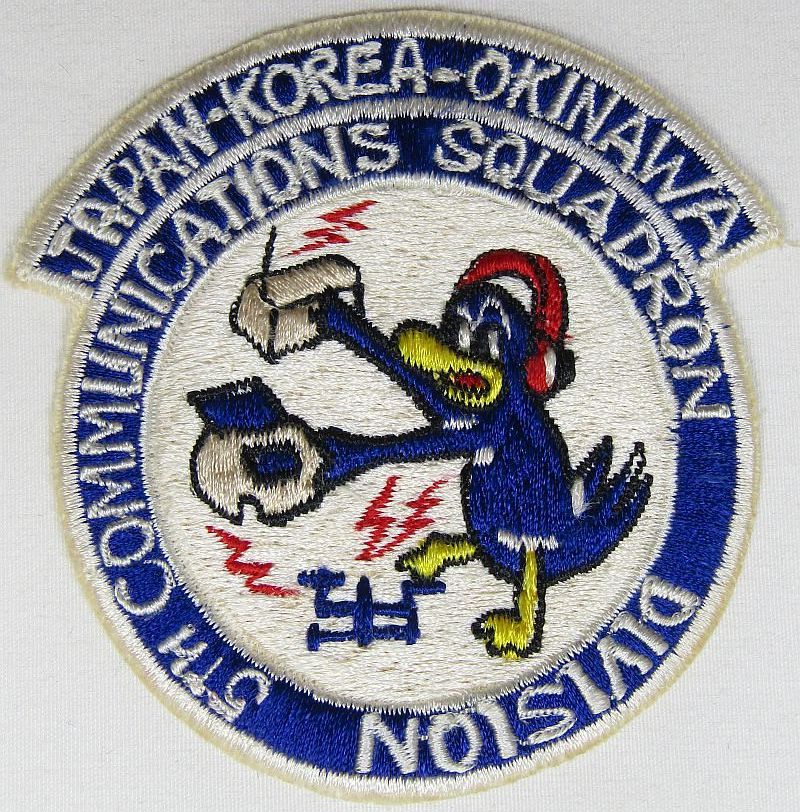 JAPAN-KOREA-OKINAWA
5TH COMMUNICATIONS SQUADRON
DIVISION